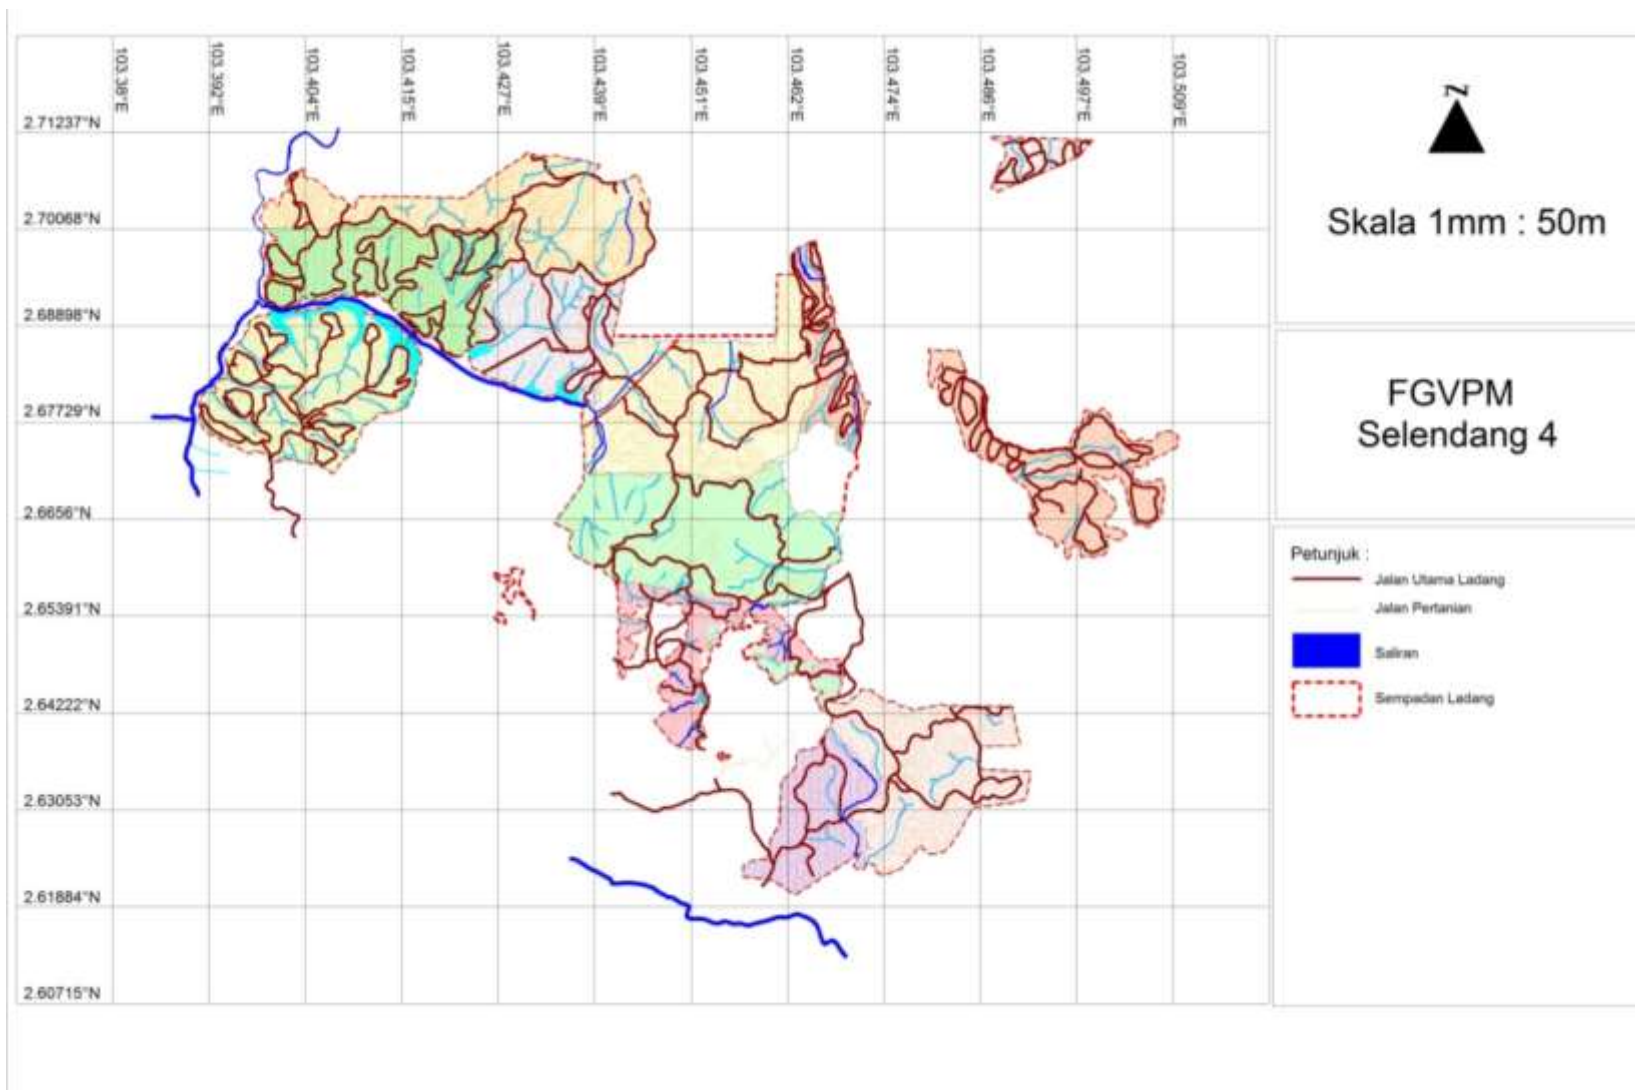 103.38°E
103.392°E
103.404°E
103.415°E
103.427°E
103.439°E
103.451°E
103.462°E
103.474°E
103.486°E
103.497°E
103.509°E
2.71237°N
2.70068°N
2.68898°N
2.67729°N
2.6656°N
2.65391°N
2.64222°N
2.63053°N
2.61884°N
2.60715°N
Z
Skala 1mm : 50m
FGVPM
Selendang 4
Petunjuk :
Jalan Utama Ladang
Jalan Pertanian
Saliran
Sempadan Ladang